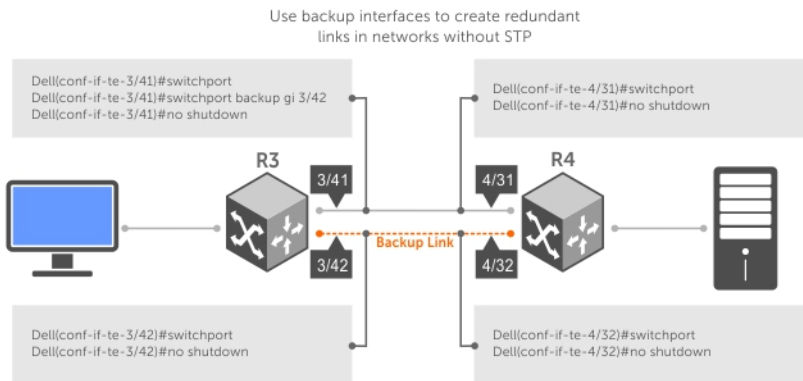 Use backup interfaces to create redundant
links in networks without STP
Dell(conf-if-te-3/41)#switchport
Dell(conf-if-te-3/41)#switchport backup gi 3/42
Dell(conf-if-te-3/41)#no shutdown
Dell(conf-if-te-4/31)#switchport
Dell(conf-if-te-4/31)#no shutdown
R3
R4
3/41
4/31
Backup Link
3/42
4/32
Dell(conf-if-te-3/42)#switchport
Dell(conf-if-te-3/42)#no shutdown
Dell(conf-if-te-4/32)#switchport
Dell(conf-if-te-4/32)#no shutdown